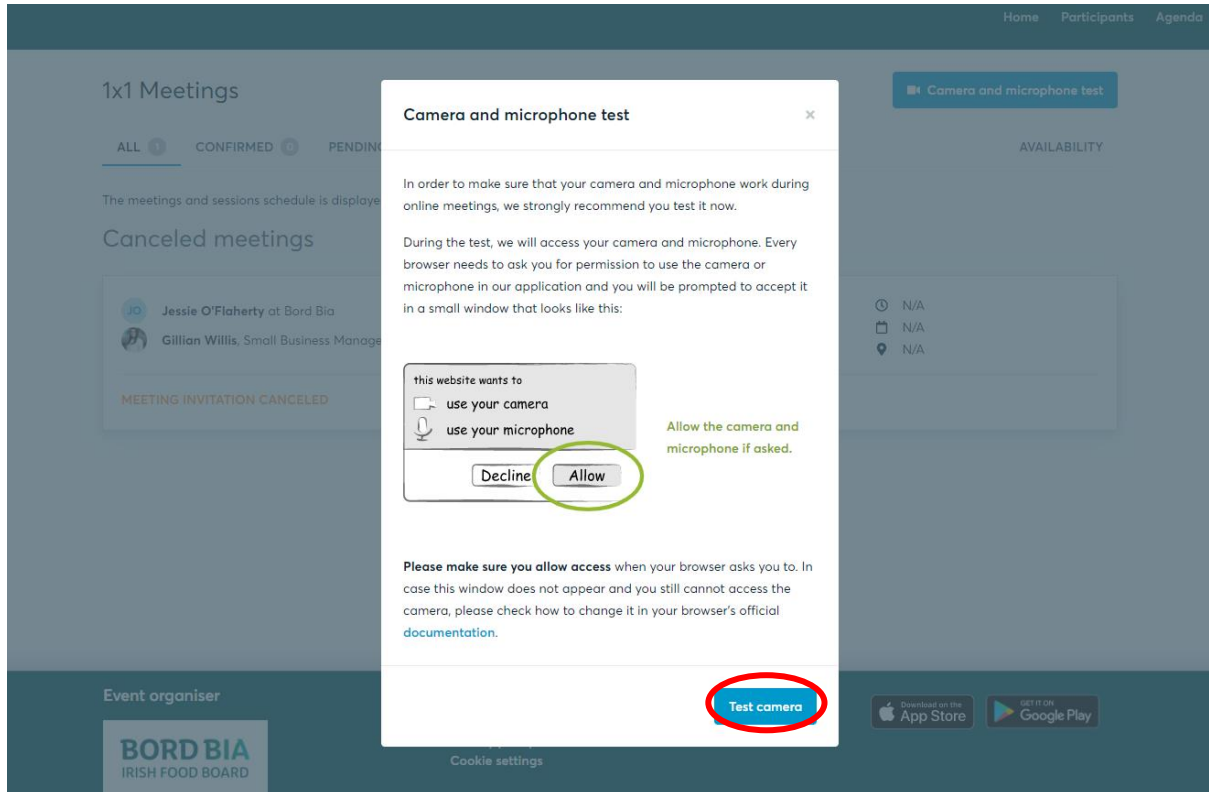 Home Participants Agenda
1x1 Meetings
Camera and microphone test
ALL 1 CONFIRMED 0 PENDING
AVAILABILITY
The meetings and sessions schedule is displaye
Canceled meetings
JO Jessie O'Flaherty at Bord Bia
Gillian Willis, Small Business Manage
N/A
N/A
N/A
MEETING INVITATION CANCELED
Camera and microphone test ×
In order to make sure that your camera and microphone work during
online meetings, we strongly recommend you test it now.
During the test, we will access your camera and microphone. Every
browser needs to ask you for permission to use the camera or
microphone in our application and you will be prompted to accept it
in a small window that looks like this:
this website wants to
use your camera
use your microphone
Decline Allow
Allow the camera and
microphone if asked.
Please make sure you allow access when your browser asks you to. In
case this window does not appear and you still cannot access the
camera, please check how to change it in your browser's official
documentation.
Test camera
Event organiser
BORD BIA
IRISH FOOD BOARD
Cookie settings
Download on the
App Store
GET IT ON
Google Play